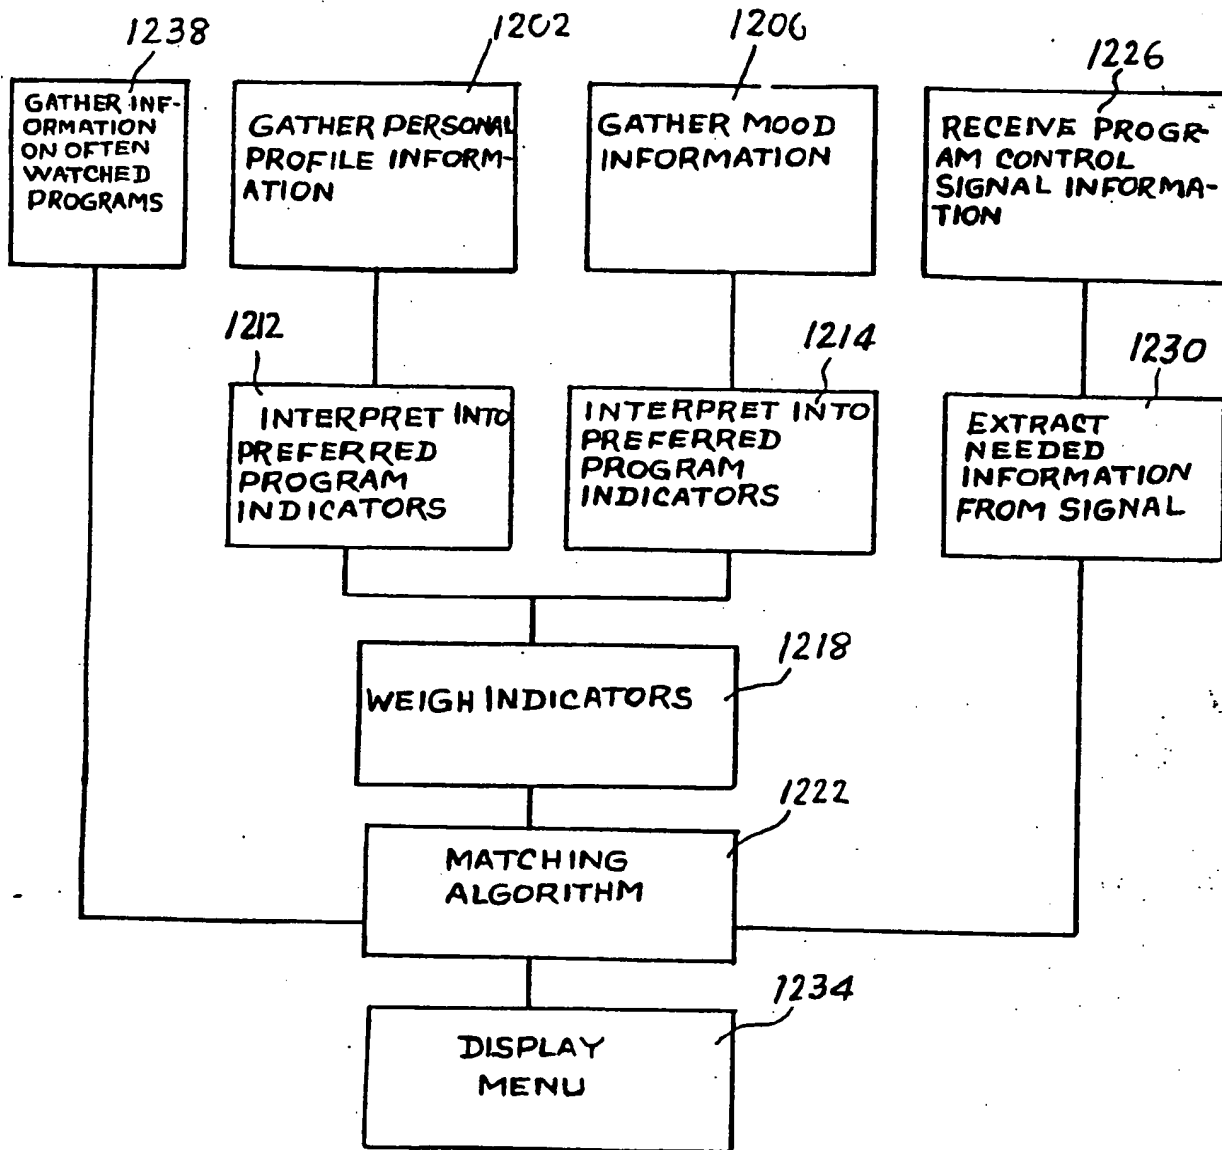 1238
GATHER INF-
ORMATION
ON OFTEN
WATCHED
PROGRAMS
1202
GATHER PERSONAL
PROFILE INFORM-
ATION
1206
GATHER MOOD
INFORMATION
1226
RECEIVE PROGR-
AM CONTROL
SIGNAL INFORMA-
TION
1212
INTERPRET INTO
PREFERRED
PROGRAM
INDICATORS
1214
INTERPRET INTO
PREFERRED
PROGRAM
INDICATORS
1230
EXTRACT
NEEDED
INFORMATION
FROM SIGNAL
1218
WEIGH INDICATORS
1222
MATCHING
ALGORITHM
1234
DISPLAY
MENU